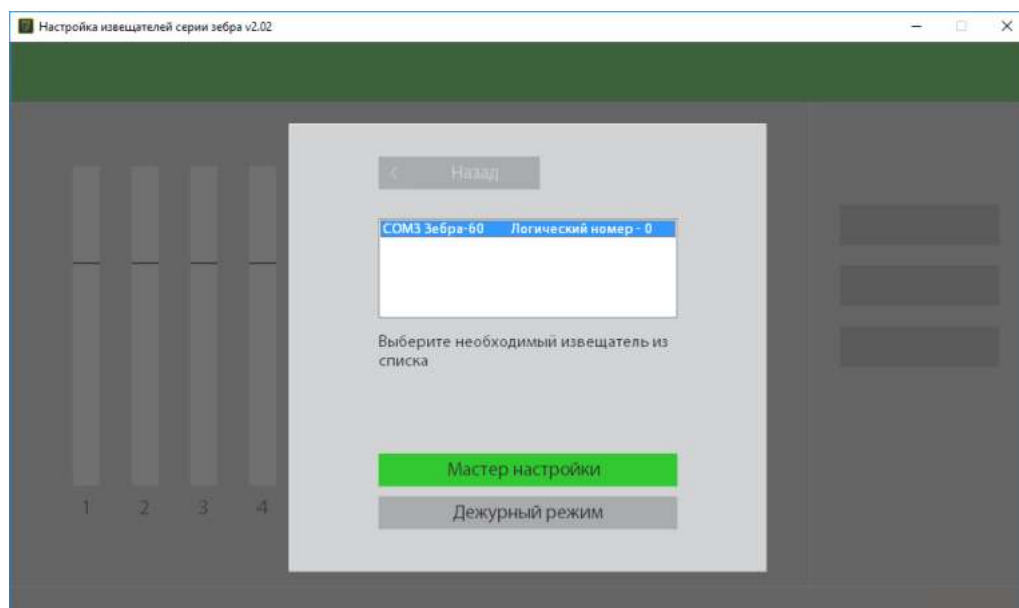 Настройка извещателей серии зебра v2.02
< Назад
COM3 Зебра-60 Логический номер - 0
Выберите необходимый извещатель из
списка
Мастер настройки
Дежурный режим
1 2 3 4